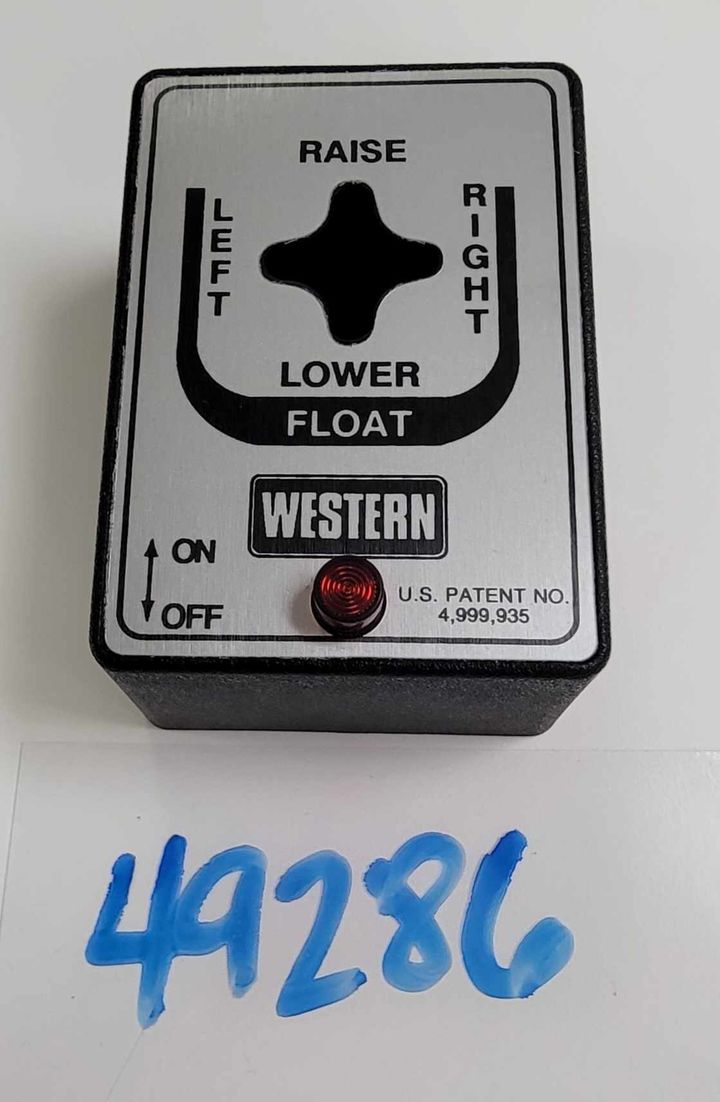 RAISE
LEFT
RIGHT
LOWER
FLOAT
WESTERN
ON
OFF
U.S. PATENT NO.
4,999,935
49286